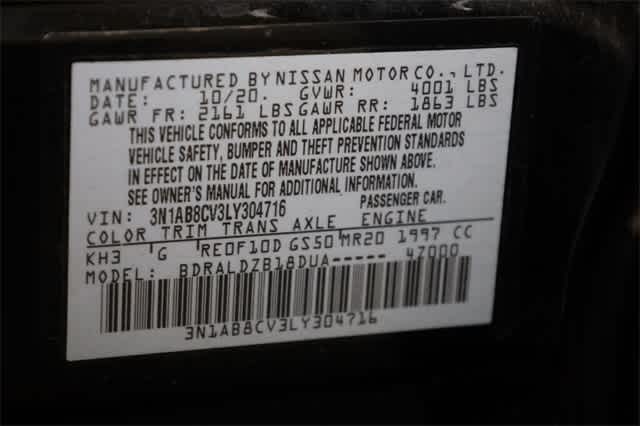 MANUFACTURED BY NISSAN MOTOR CO., LTD.
DATE: 10/20. GVWR: 4001 LBS
GAWR FR: 2161 LBS GAWR RR: 1863 LBS
THIS VEHICLE CONFORMS TO ALL APPLICABLE FEDERAL MOTOR
VEHICLE SAFETY, BUMPER AND THEFT PREVENTION STANDARDS
IN EFFECT ON THE DATE OF MANUFACTURE SHOWN ABOVE.
SEE OWNER'S MANUAL FOR ADDITIONAL INFORMATION.
VIN: 3N1AB8CV3LY304716 PASSENGER CAR.
COLOR TRIM TRANS AXLE ENGINE
KH3 G RE0F10D GS50 MR20 1997 CC
MODEL: BDRALDZB18DUA----- 47000
3N1AB8CV3LY304716